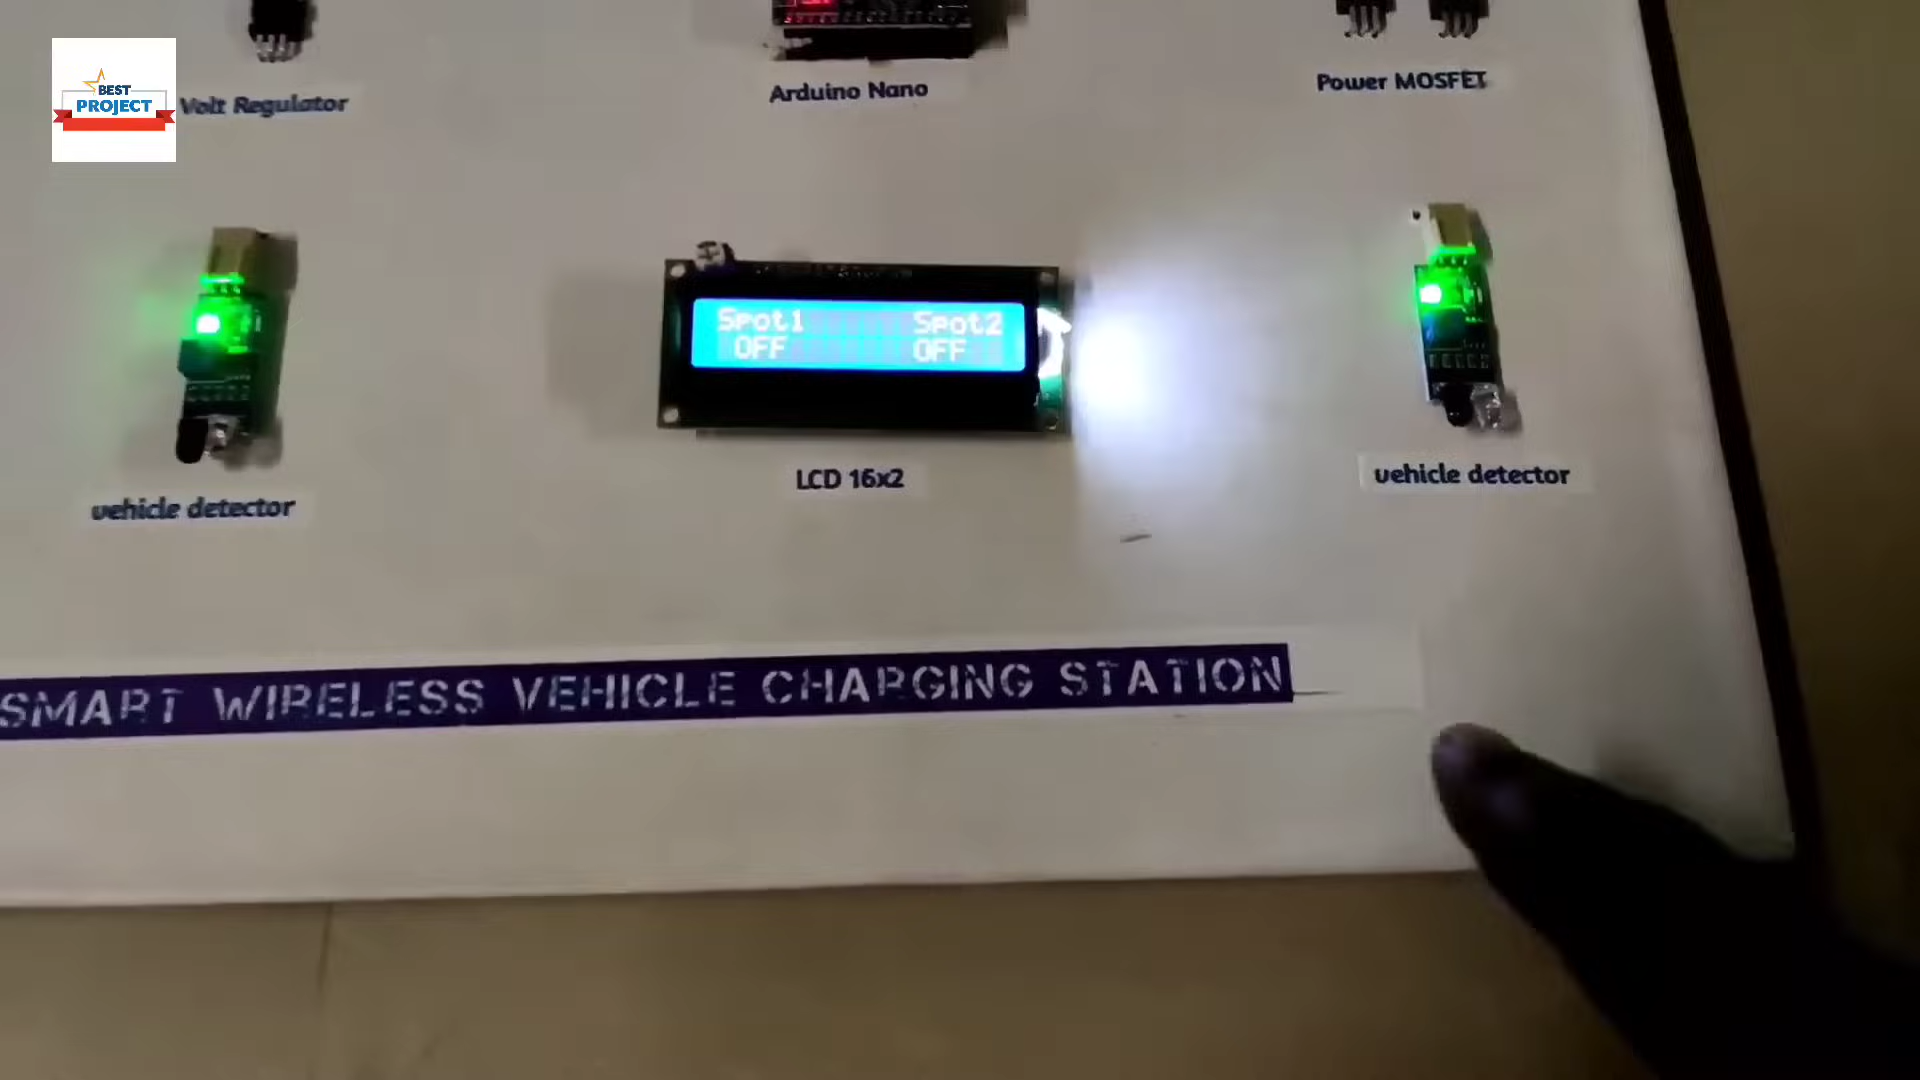 BEST
PROJECT
Volt Regulator
Arduino Nano
Power MOSFET
Spot1 Spot2
OFF OFF
vehicle detector
LCD 16x2
vehicle detector
SMART WIRELESS VEHICLE CHARGING STATION